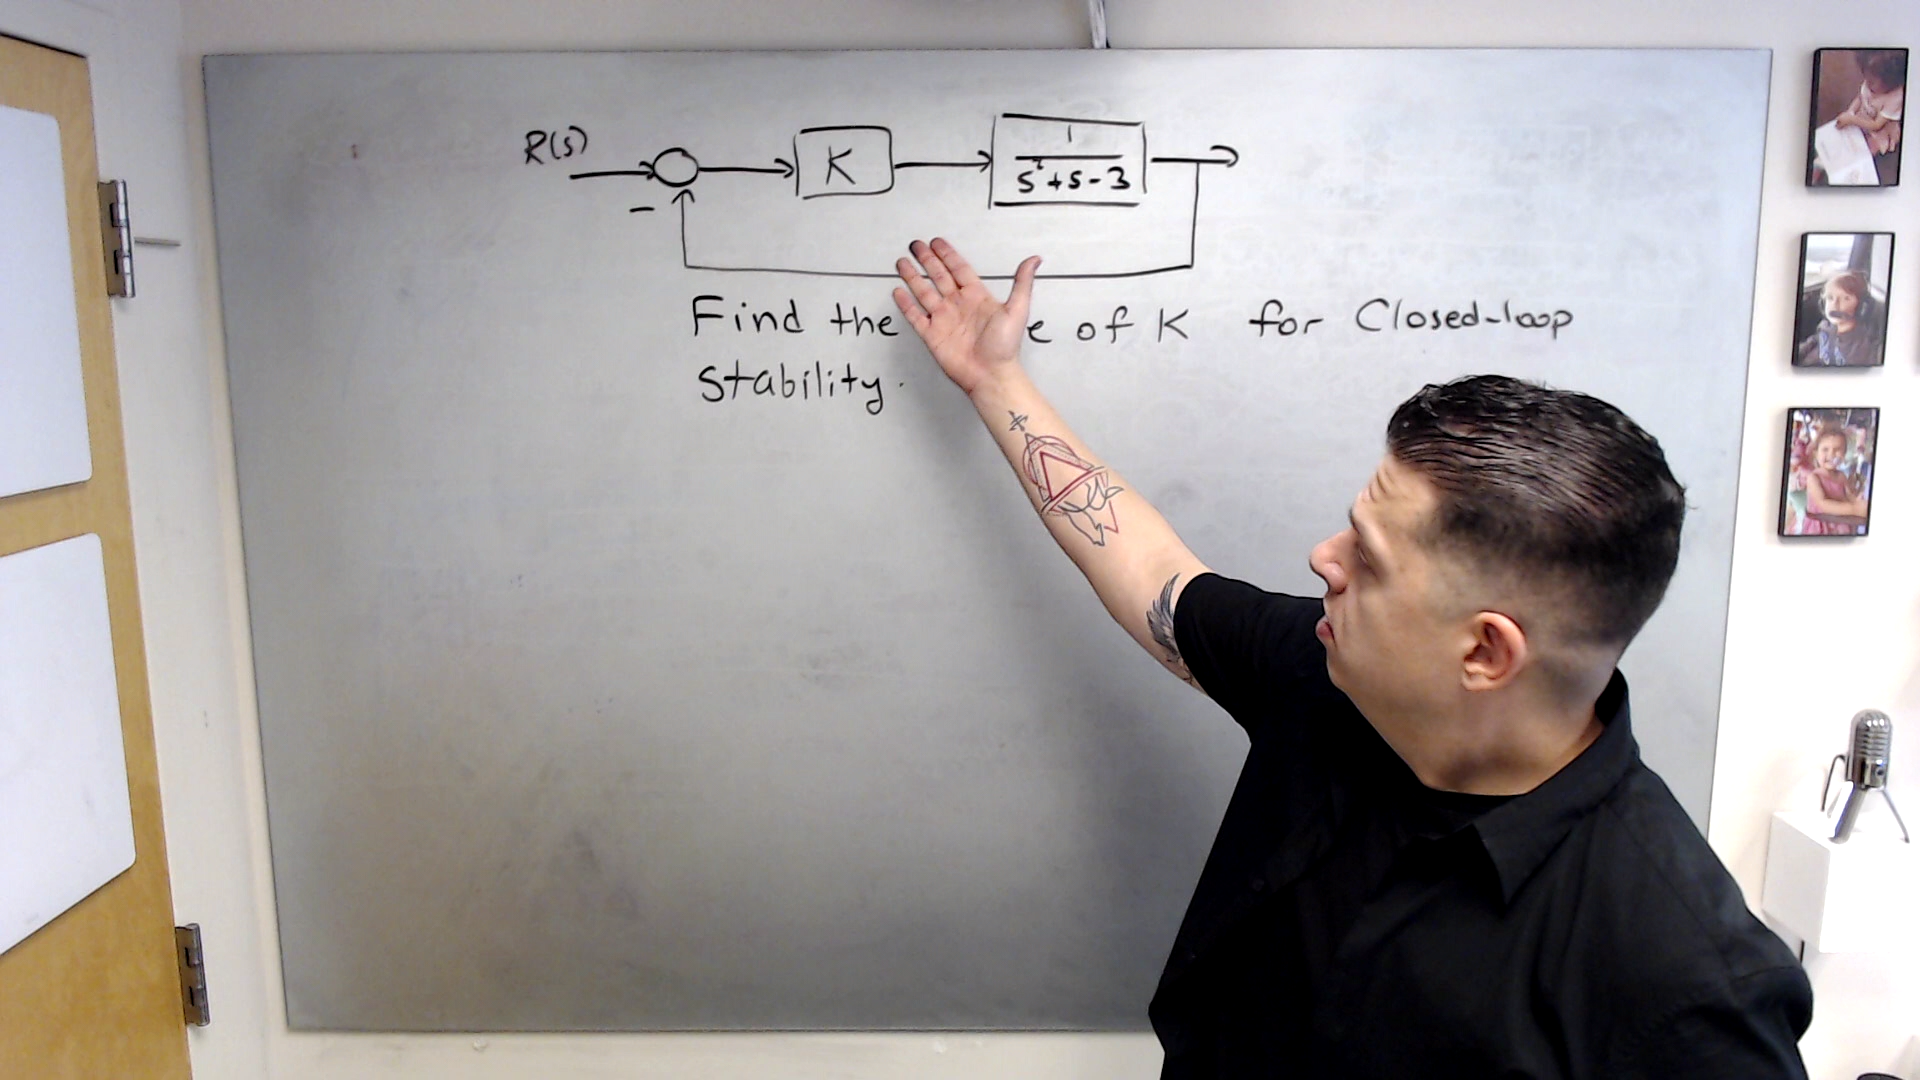 R(s)
K
1
s²+s-3
−
Find the e of K for Closed-loop
stability.